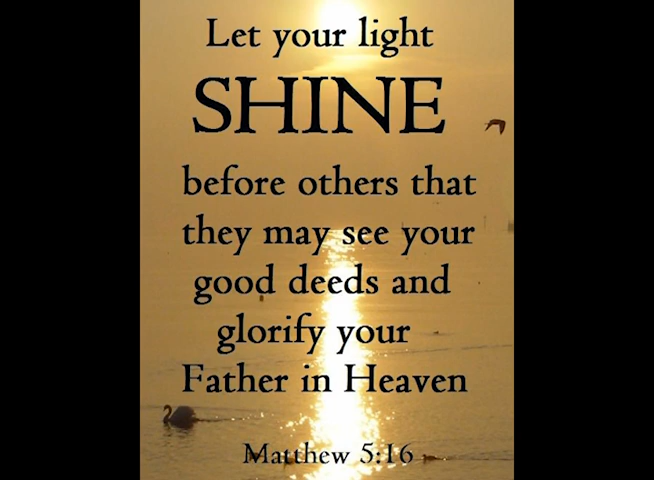 Let your light
SHINE
before others that
they may see your
good deeds and
glorify your
Father in Heaven
Matthew 5:16